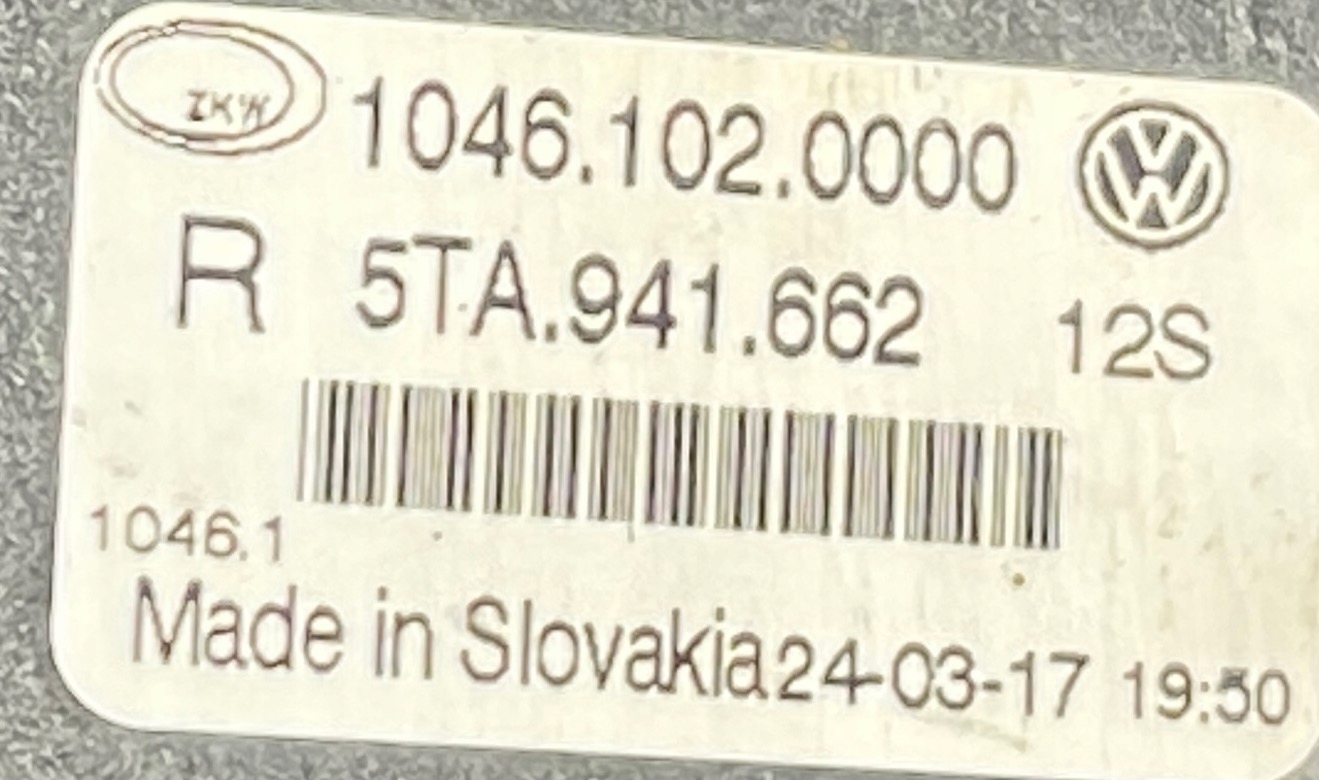 ZKW 1046.102.0000
R 5TA.941.662 12S
1046.1
Made in Slovakia 24-03-17 19:50